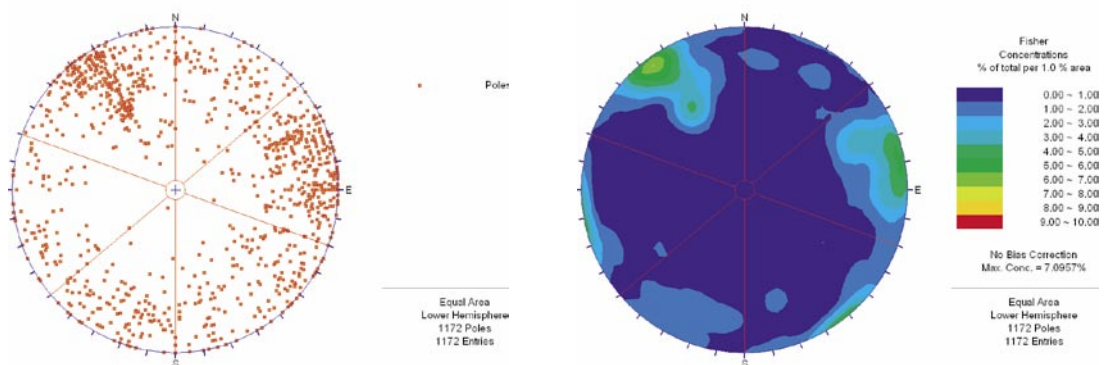 N
Poles
E
S
Equal Area
Lower Hemisphere
1172 Poles
1172 Entries
N
E
S
Fisher
Concentrations
% of total per 1.0 % area
0.00 ~ 1.00
1.00 ~ 2.00
2.00 ~ 3.00
3.00 ~ 4.00
4.00 ~ 5.00
5.00 ~ 6.00
6.00 ~ 7.00
7.00 ~ 8.00
8.00 ~ 9.00
9.00 ~ 10.00
No Bias Correction
Max. Conc. = 7.0957%
Equal Area
Lower Hemisphere
1172 Poles
1172 Entries